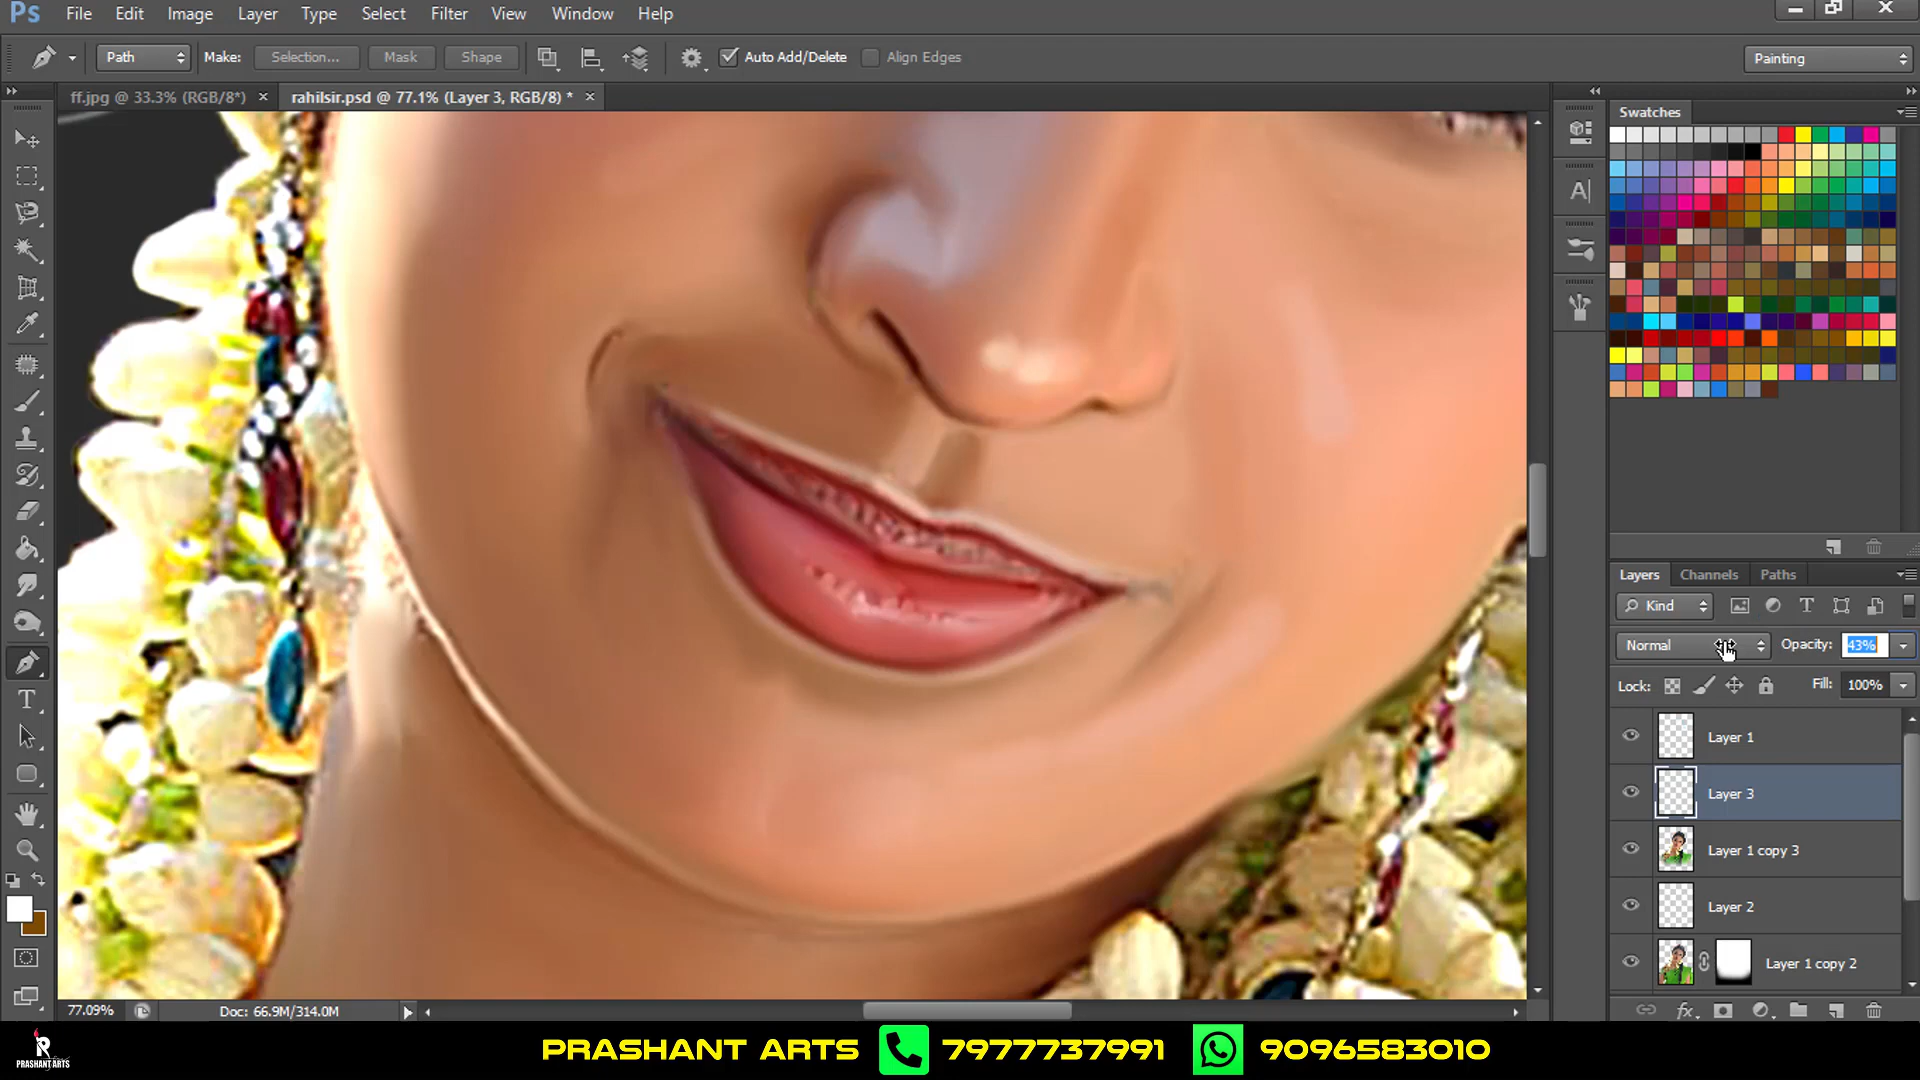 Ps File Edit Image Layer Type Select Filter View Window Help
Path Make: Selection... Mask Shape Auto Add/Delete Align Edges Painting
ff.jpg @ 33.3% (RGB/8*) rahilsir.psd @ 77.1% (Layer 3, RGB/8) *
Swatches
Layers Channels Paths
Kind
Normal Opacity: 43%
Lock: Fill: 100%
Layer 1
Layer 3
Layer 1 copy 3
Layer 2
Layer 1 copy 2
77.09% Doc: 66.9M/314.0M
PRASHANT ARTS 7977737991 9096583010
PRASHANT ARTS